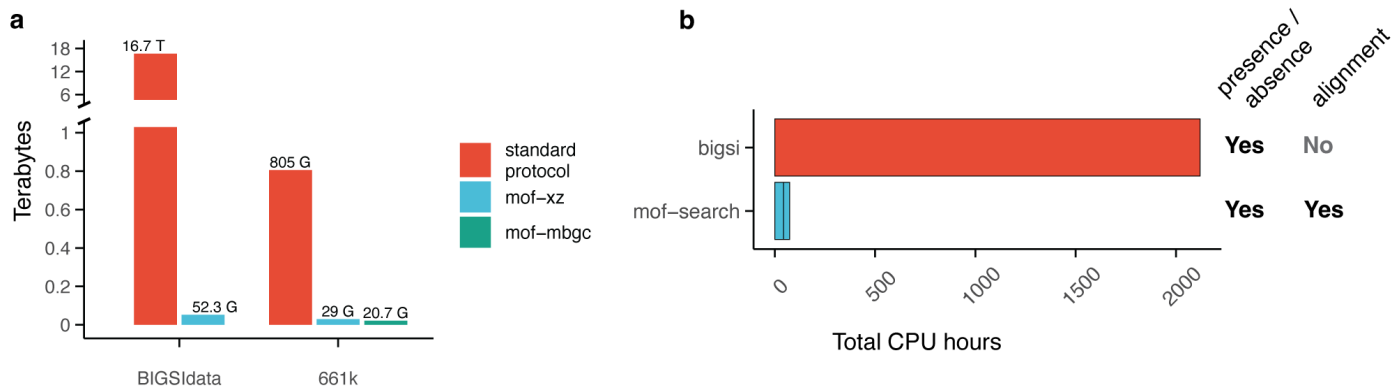 a
Terabytes
18
12
6
1
0.8
0.6
0.4
0.2
0
16.7 T
52.3 G
805 G
29 G
20.7 G
BIGSIdata
661k
standard
protocol
mof-xz
mof-mbgc
b
presence /
absence
alignment
bigsi
Yes
No
mof-search
Yes
Yes
0
500
1000
1500
2000
Total CPU hours